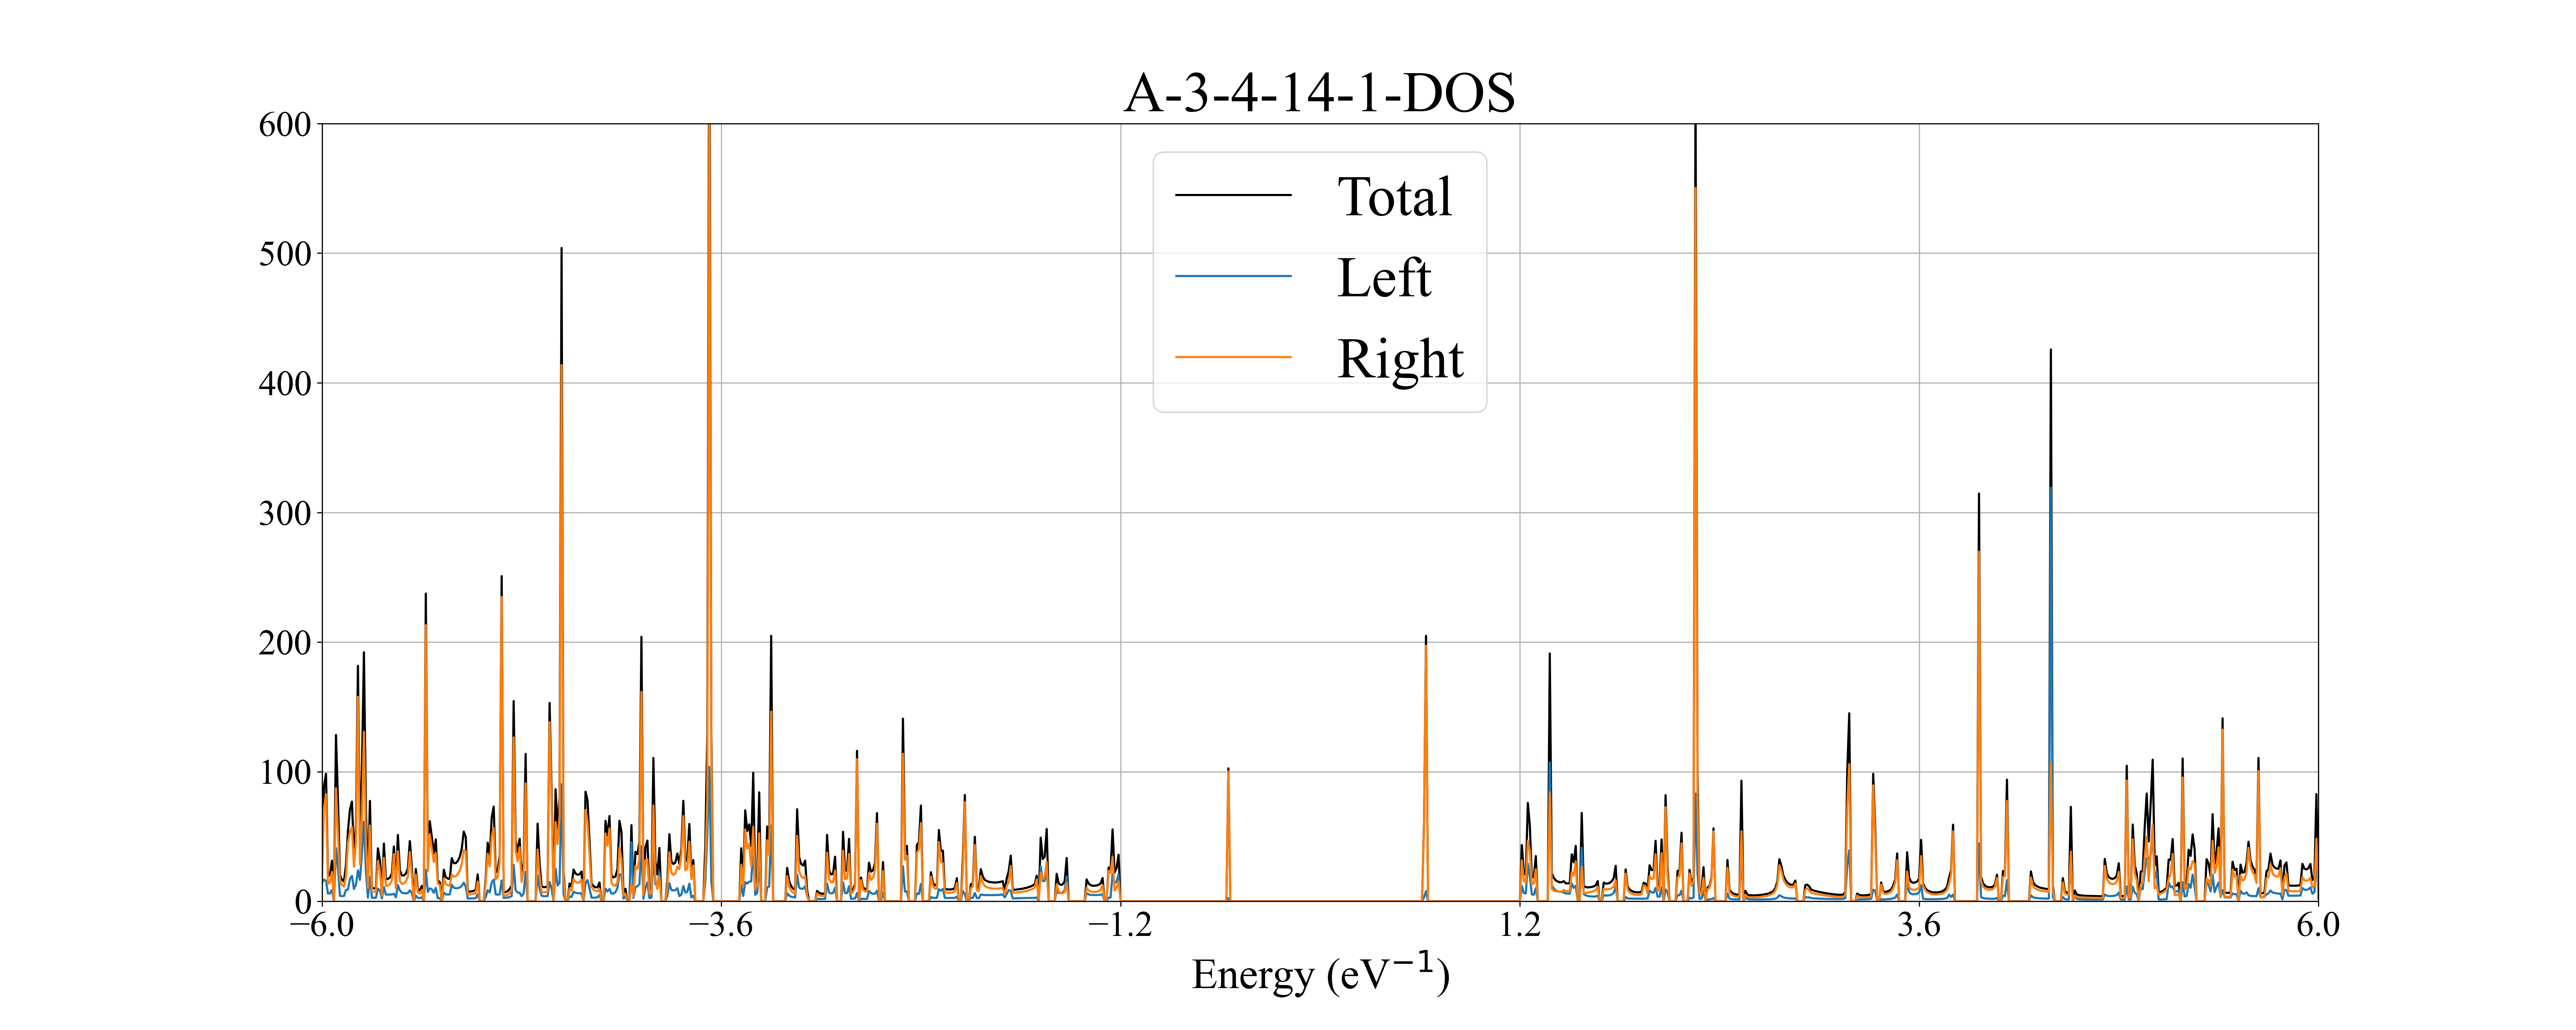 A-3-4-14-1-DOS
600
500
400
300
200
100
0
Total
Left
Right
−6.0 −3.6 −1.2 1.2 3.6 6.0
Energy (eV⁻¹)